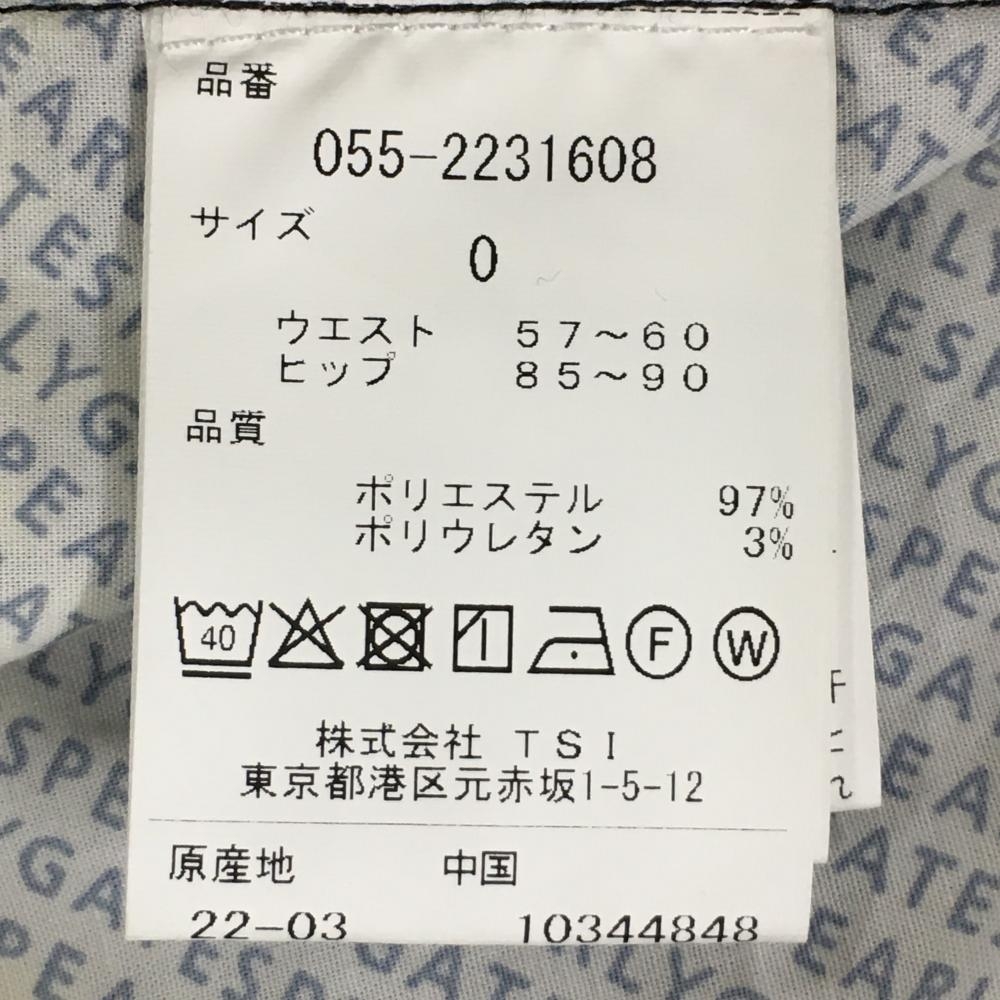 品番
055-2231608
サイズ
0
ウエスト 57～60
ヒップ 85～90
品質
ポリエステル 97%
ポリウレタン 3%
40 F W
株式会社 TSI
東京都港区元赤坂1-5-12
原産地 中国
22-03 10344848